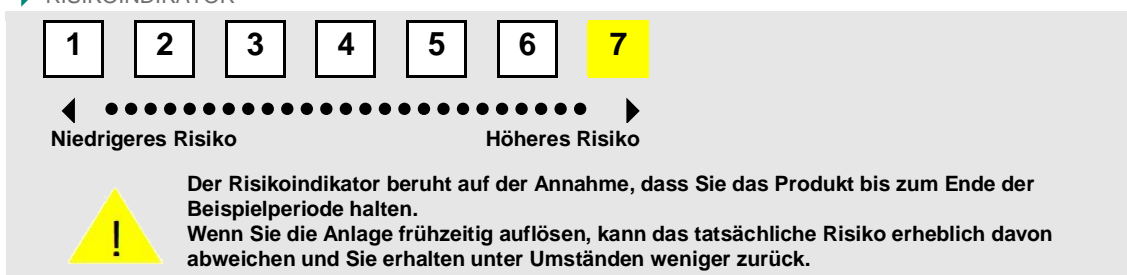 RISIKOINDIKATOR
1 2 3 4 5 6 7
Niedrigeres Risiko Höheres Risiko
Der Risikoindikator beruht auf der Annahme, dass Sie das Produkt bis zum Ende der
Beispielperiode halten.
Wenn Sie die Anlage frühzeitig auflösen, kann das tatsächliche Risiko erheblich davon
abweichen und Sie erhalten unter Umständen weniger zurück.
!